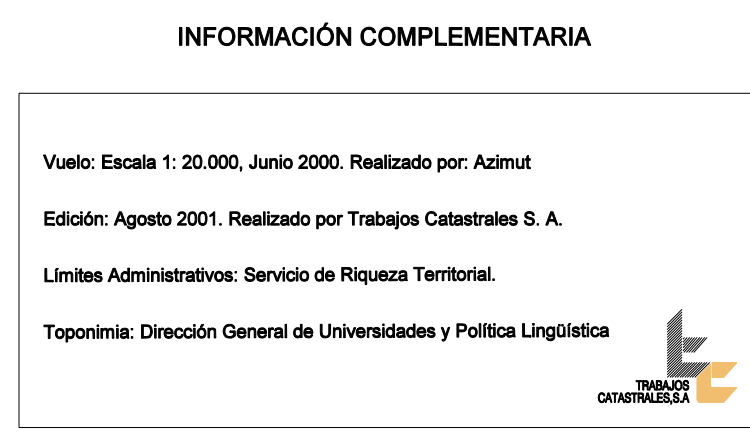 INFORMACIÓN COMPLEMENTARIA
Vuelo: Escala 1: 20.000, Junio 2000. Realizado por: Azimut
Edición: Agosto 2001. Realizado por Trabajos Catastrales S. A.
Límites Administrativos: Servicio de Riqueza Territorial.
Toponimia: Dirección General de Universidades y Política Lingüística
TRABAJOS
CATASTRALES,S.A